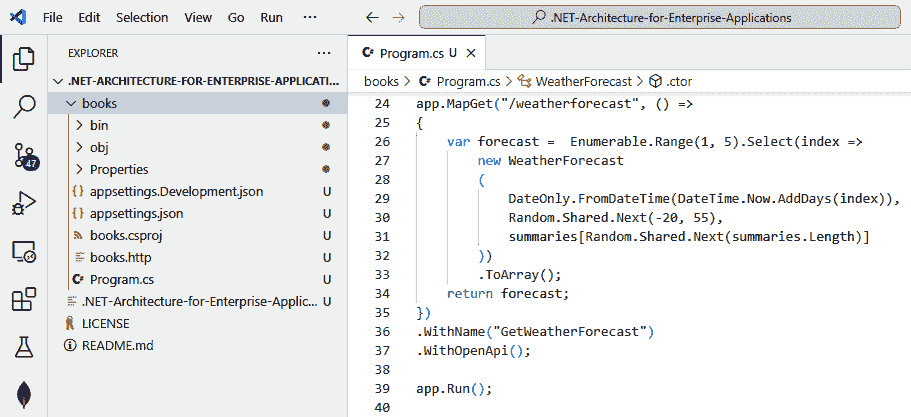 File Edit Selection View Go Run ···
.NET-Architecture-for-Enterprise-Applications
EXPLORER ···
.NET-ARCHITECTURE-FOR-ENTERPRISE-APPLICATI...
books
bin
obj
Properties
appsettings.Development.json U
appsettings.json U
books.csproj U
books.http U
Program.cs U
.NET-Architecture-for-Enterprise-Applic... U
LICENSE
README.md
47
Program.cs U
books > Program.cs > WeatherForecast > .ctor
24 app.MapGet("/weatherforecast", () =>
25 {
26     var forecast =  Enumerable.Range(1, 5).Select(index =>
27         new WeatherForecast
28         (
29             DateOnly.FromDateTime(DateTime.Now.AddDays(index)),
30             Random.Shared.Next(-20, 55),
31             summaries[Random.Shared.Next(summaries.Length)]
32         ))
33         .ToArray();
34     return forecast;
35 })
36 .WithName("GetWeatherForecast")
37 .WithOpenApi();
38
39 app.Run();
40